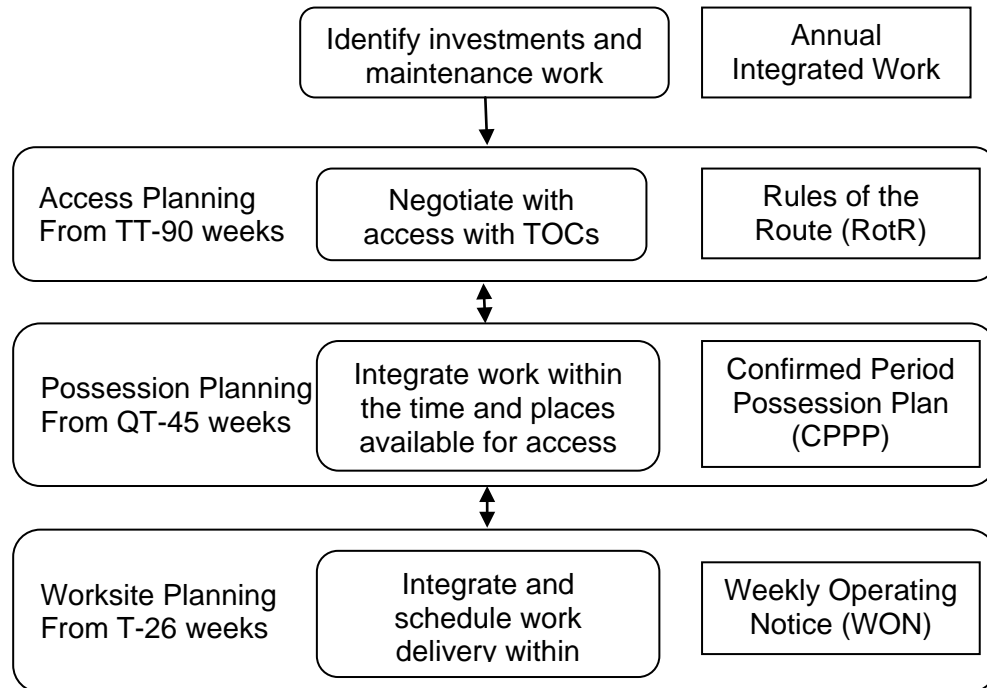 Identify investments and
maintenance work
Annual
Integrated Work
Access Planning
From TT-90 weeks
Negotiate with
access with TOCs
Rules of the
Route (RotR)
Possession Planning
From QT-45 weeks
Integrate work within
the time and places
available for access
Confirmed Period
Possession Plan
(CPPP)
Worksite Planning
From T-26 weeks
Integrate and
schedule work
delivery within
Weekly Operating
Notice (WON)